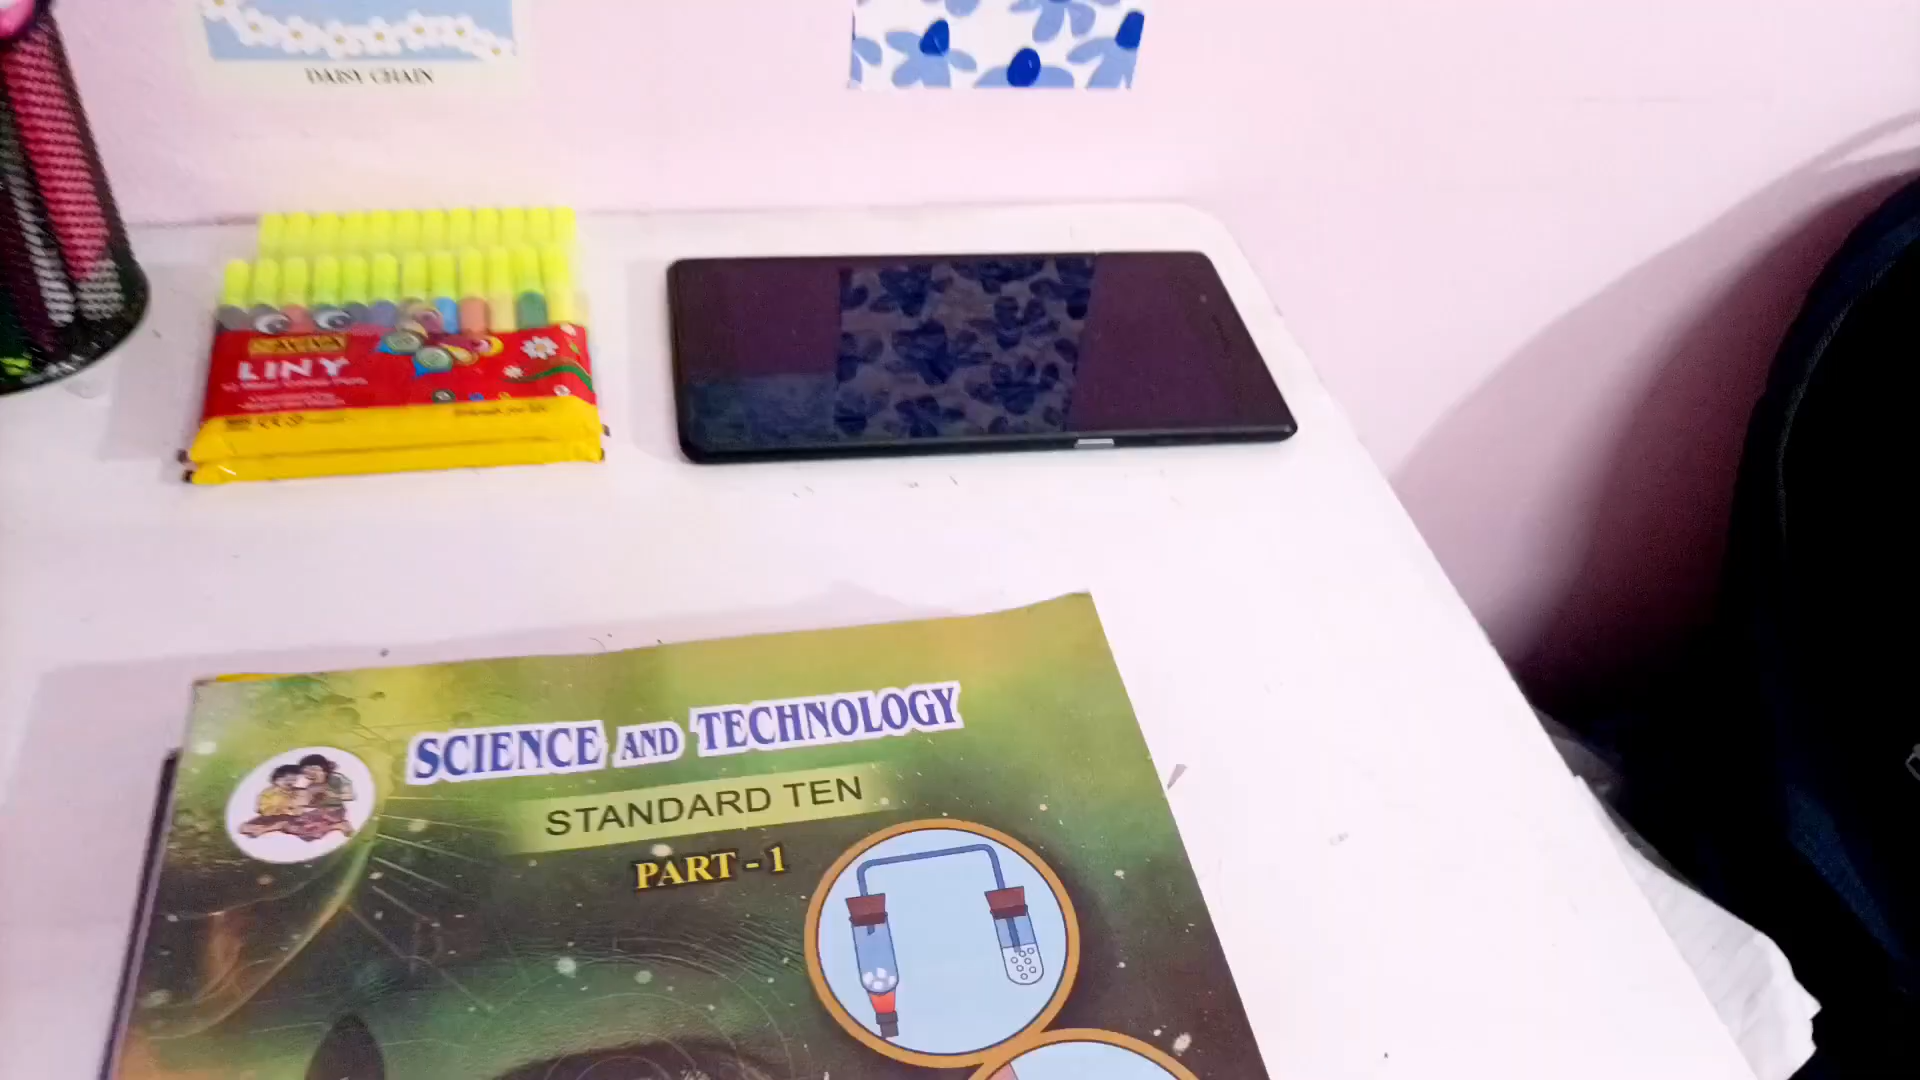 DAISY CHAIN
LINY
SCIENCE AND TECHNOLOGY
STANDARD TEN
PART - 1